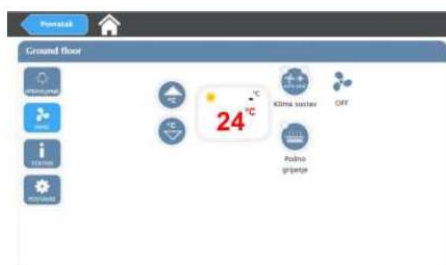 Povratak
Ground floor
°C
-°C
24°C
°C
Klima sustav
OFF
Podno
grijanje